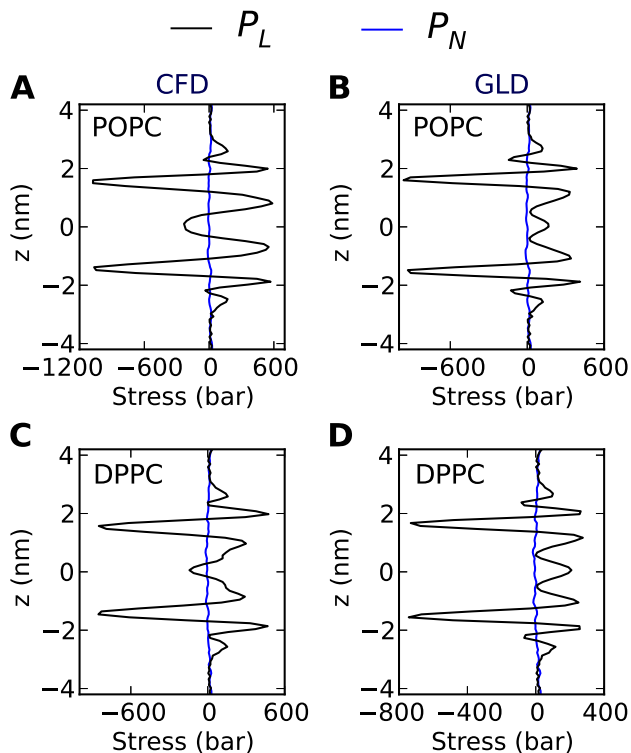 P_L P_N
A CFD B GLD
4 POPC 4 POPC
2 2
z (nm) 0 z (nm) 0
−2 −2
−4 −4
−1200 −600 0 600 −600 0 600
Stress (bar) Stress (bar)
C D
4 DPPC 4 DPPC
2 2
z (nm) 0 z (nm) 0
−2 −2
−4 −4
−600 0 600 −800 −400 0 400
Stress (bar) Stress (bar)